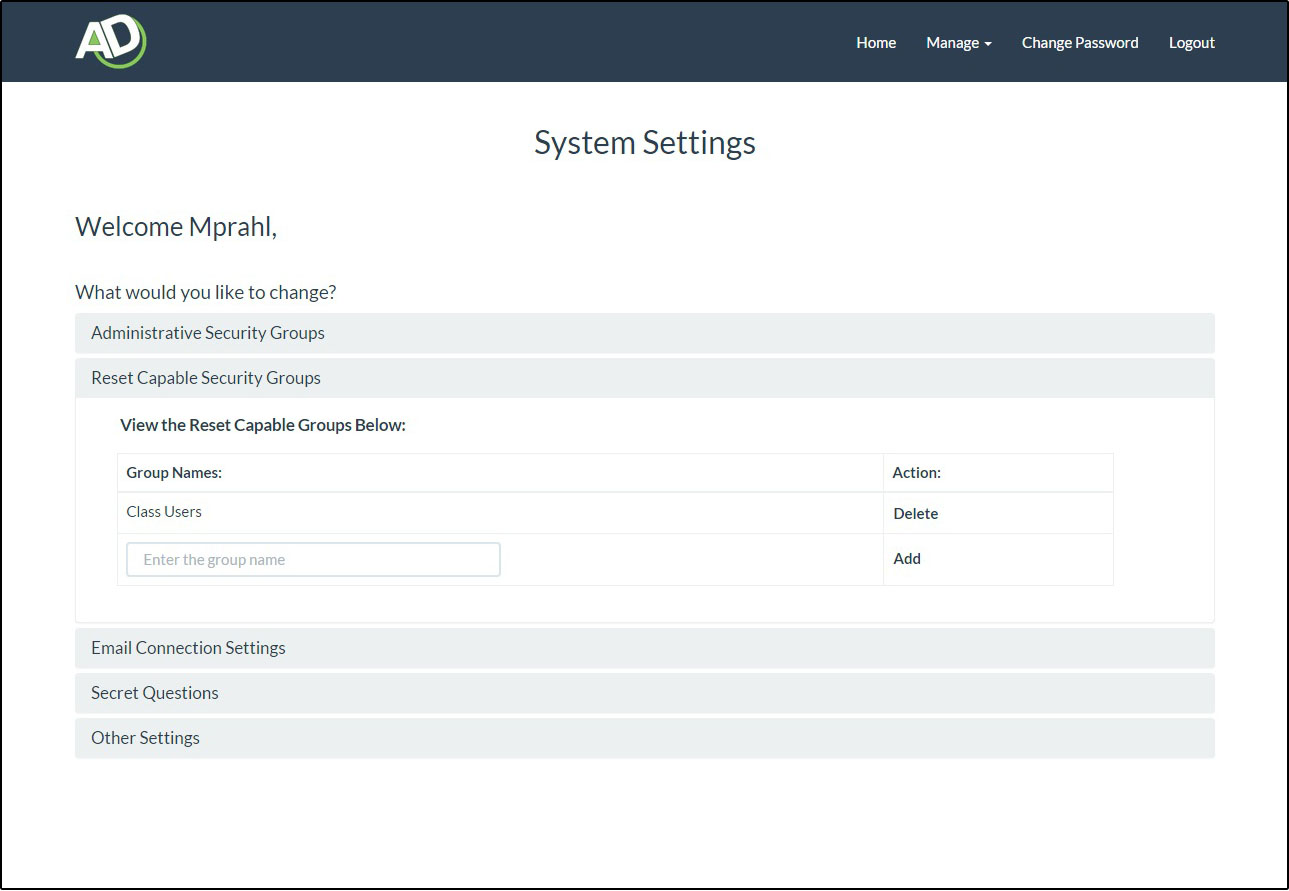 AD
Home Manage Change Password Logout
System Settings
Welcome Mprahl,
What would you like to change?
Administrative Security Groups
Reset Capable Security Groups
View the Reset Capable Groups Below:
Group Names: Action:
Class Users Delete
Enter the group name Add
Email Connection Settings
Secret Questions
Other Settings